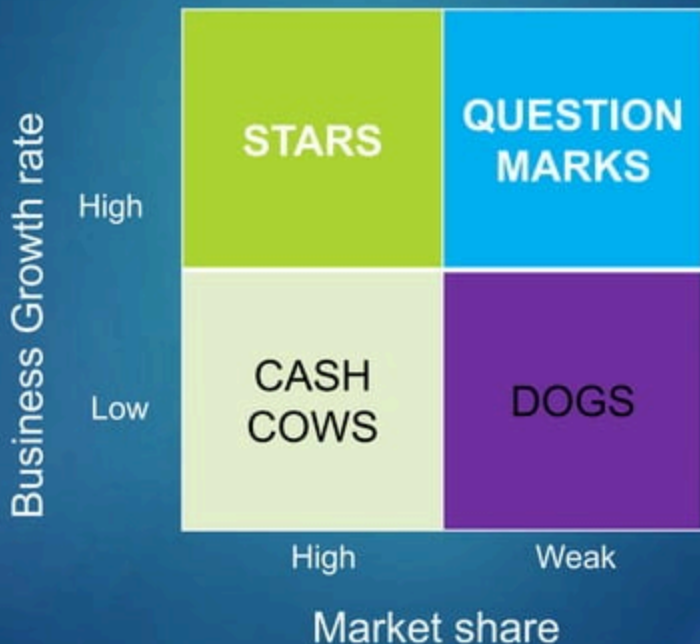 STARS
QUESTION
MARKS
High
Business Growth rate
CASH
COWS
DOGS
Low
High
Weak
Market share